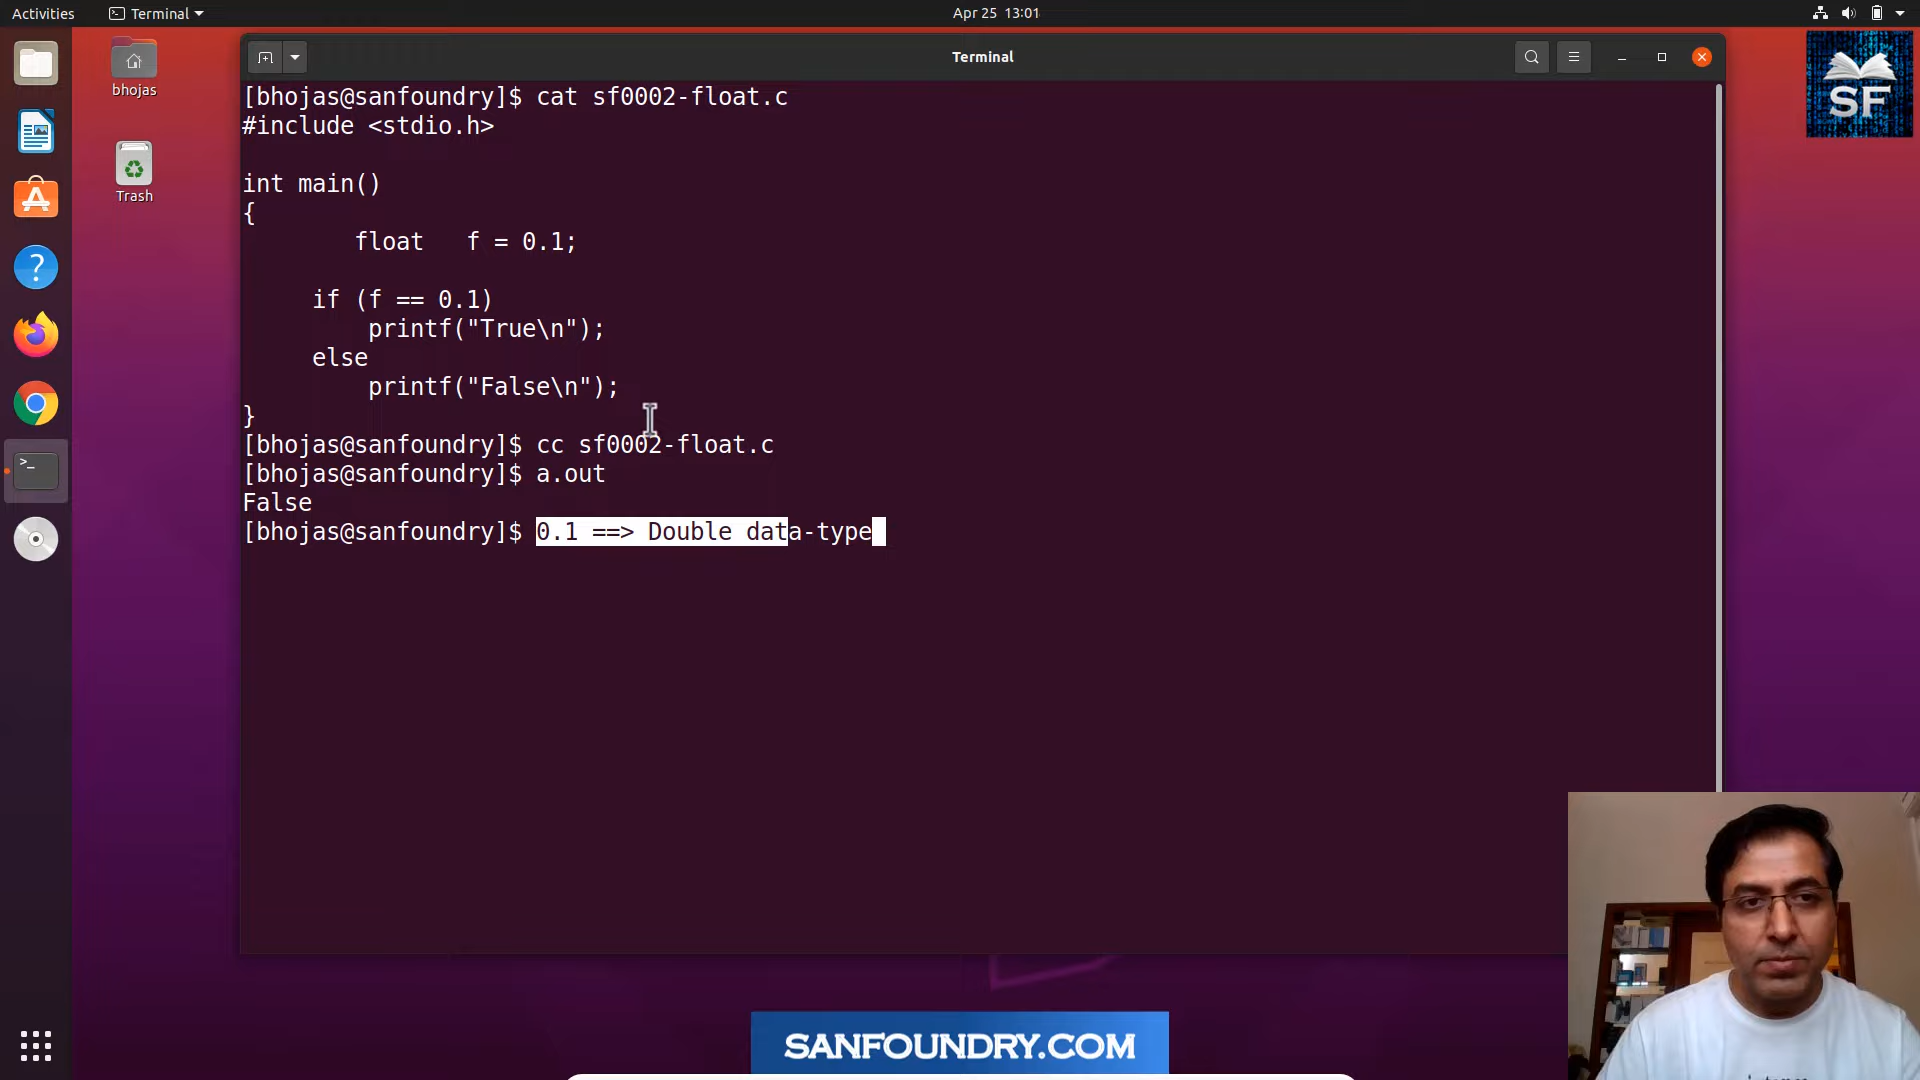 Activities
Terminal
Apr 25 13:01
bhojas
Trash
Terminal
SF
[bhojas@sanfoundry]$ cat sf0002-float.c
#include <stdio.h>
int main()
{
float f = 0.1;
if (f == 0.1)
printf("True\n");
else
printf("False\n");
}
[bhojas@sanfoundry]$ cc sf0002-float.c
[bhojas@sanfoundry]$ a.out
False
[bhojas@sanfoundry]$ 0.1 ==> Double data-type
SANFOUNDRY.COM